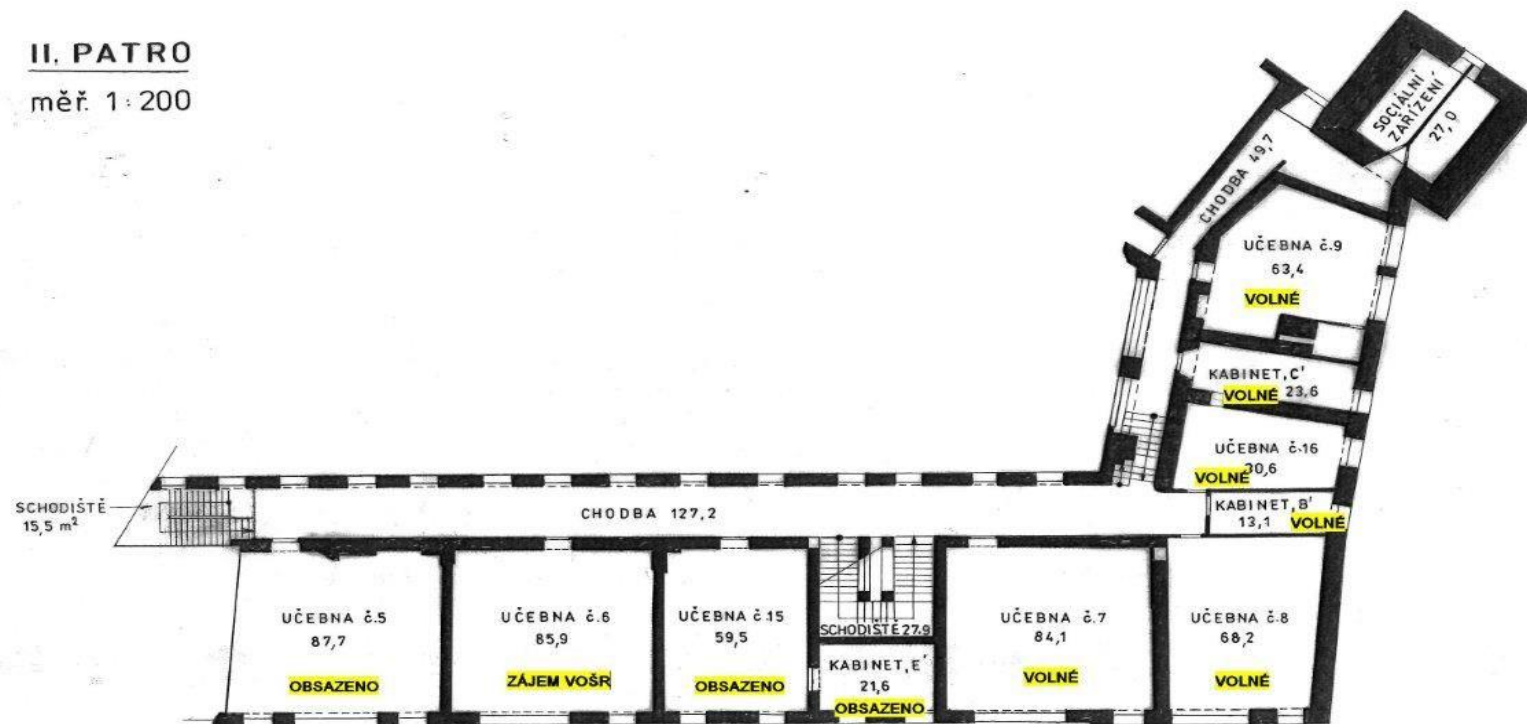 II. PATRO
měř. 1:200
SOCIÁLNÍ
ZAŘÍZENÍ
27,0
CHODBA 49,7
UČEBNA č.9
63,4
VOLNÉ
KABINET,C'
VOLNÉ 23,6
UČEBNA č.16
30,6
VOLNÉ
KABINET,B'
13,1 VOLNÉ
SCHODIŠTĚ
15,5 m²
CHODBA 127,2
UČEBNA č.5
87,7
OBSAZENO
UČEBNA č.6
85,9
ZÁJEM VOŠR
UČEBNA č.15
59,5
OBSAZENO
SCHODIŠTĚ 27,9
KABINET,E'
21,6
OBSAZENO
UČEBNA č.7
84,1
VOLNÉ
UČEBNA č.8
68,2
VOLNÉ